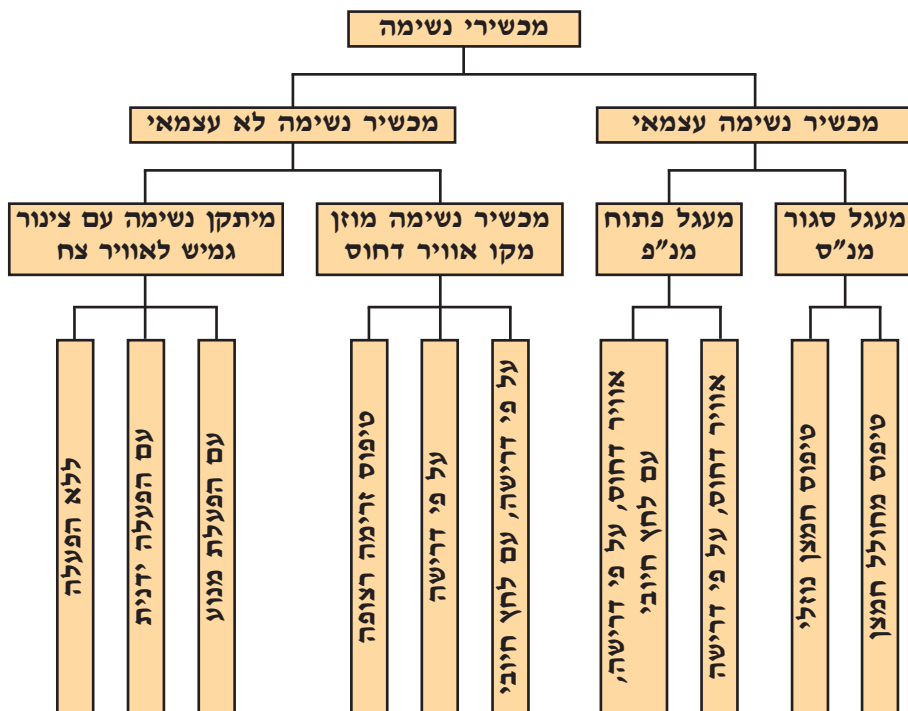 מכשירי נשימה
מכשיר נשימה עצמאי
מכשיר נשימה לא עצמאי
מעגל סגור
מנ״ס
מעגל פתוח
מנ״פ
מכשיר נשימה מוזן
מקו אוויר דחוס
מיתקן נשימה עם צינור
גמיש לאוויר צח
טיפוס מחולל חמצן
טיפוס חמצן נוזלי
אוויר דחוס, על פי דרישה
אוויר דחוס, על פי דרישה,
עם לחץ חיובי
על פי דרישה, עם לחץ חיובי
על פי דרישה
טיפוס זרימה רצופה
עם הפעלת מנוע
עם הפעלה ידנית
ללא הפעלה